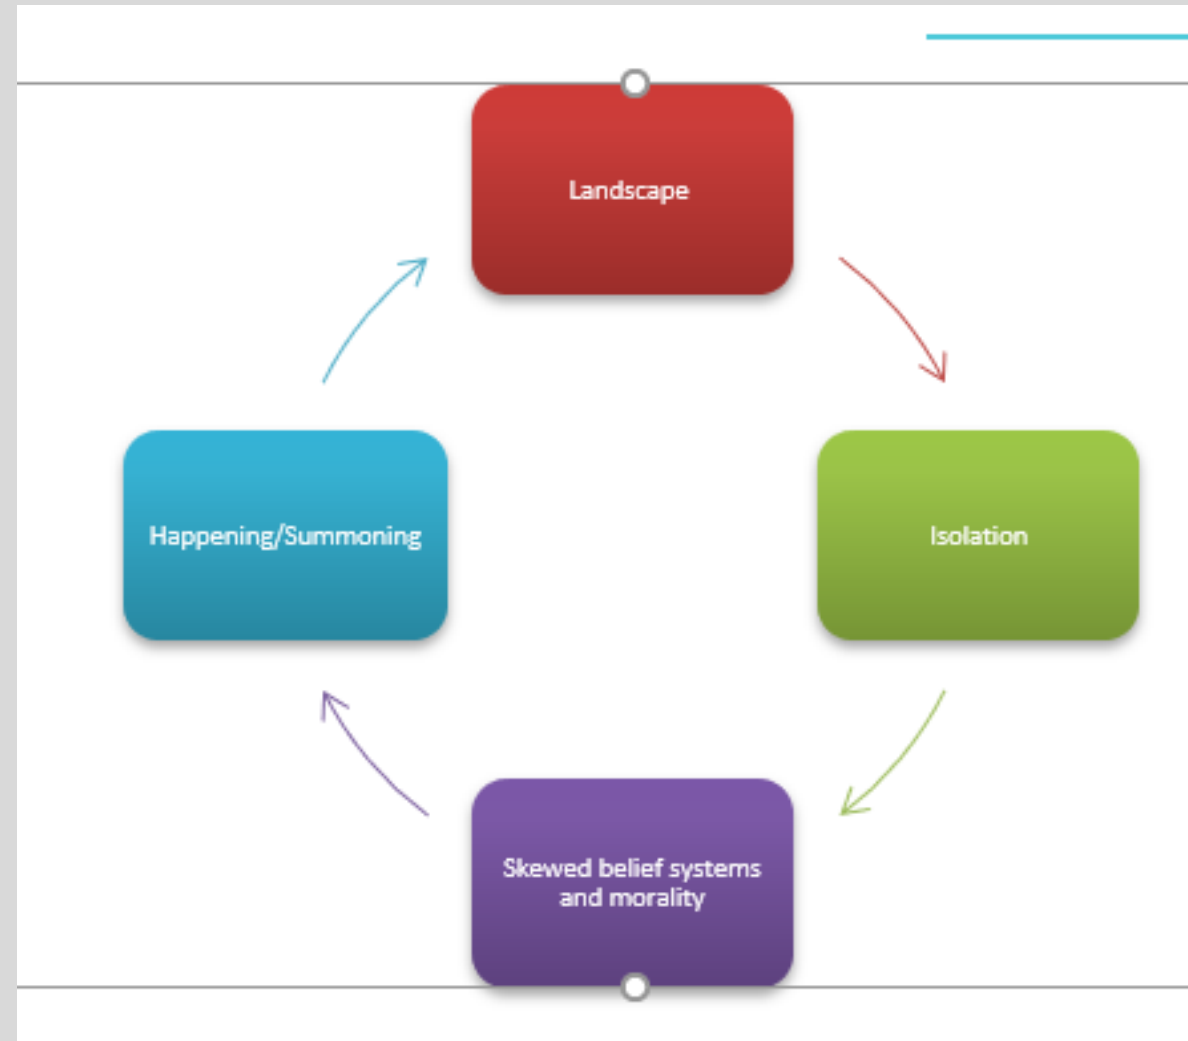 Landscape
Isolation
Skewed belief systems
and morality
Happening/Summoning